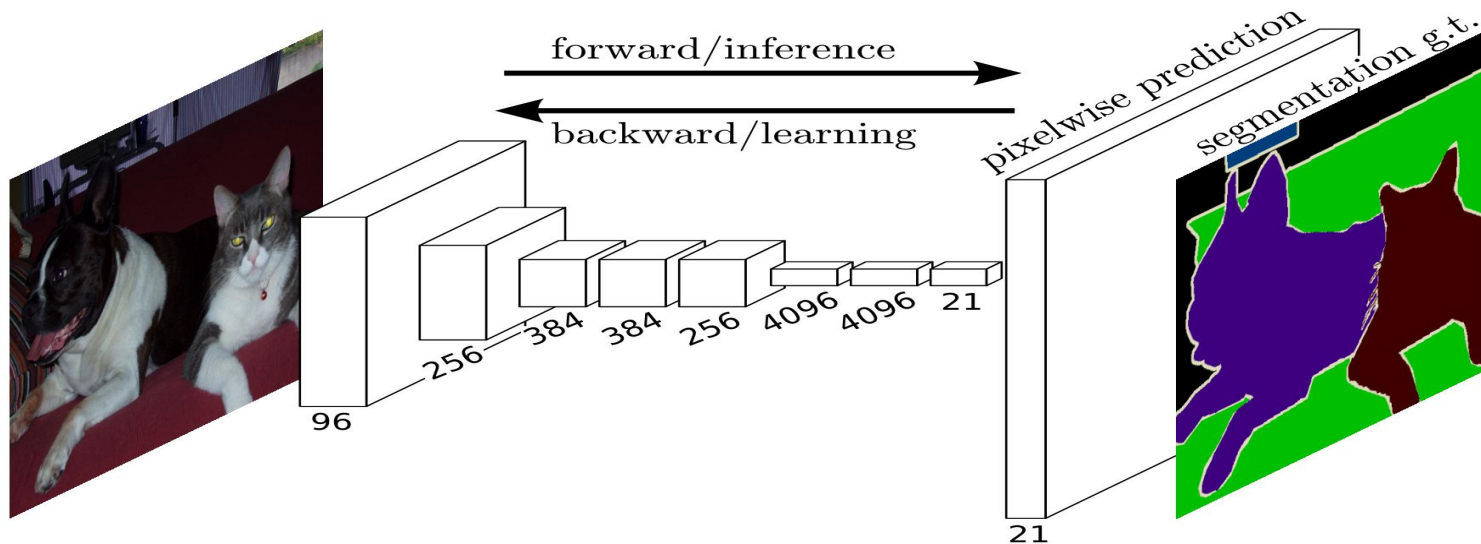 forward/inference
backward/learning
pixelwise prediction
segmentation g.t.
96
256
384
384
256
4096
4096
21
21